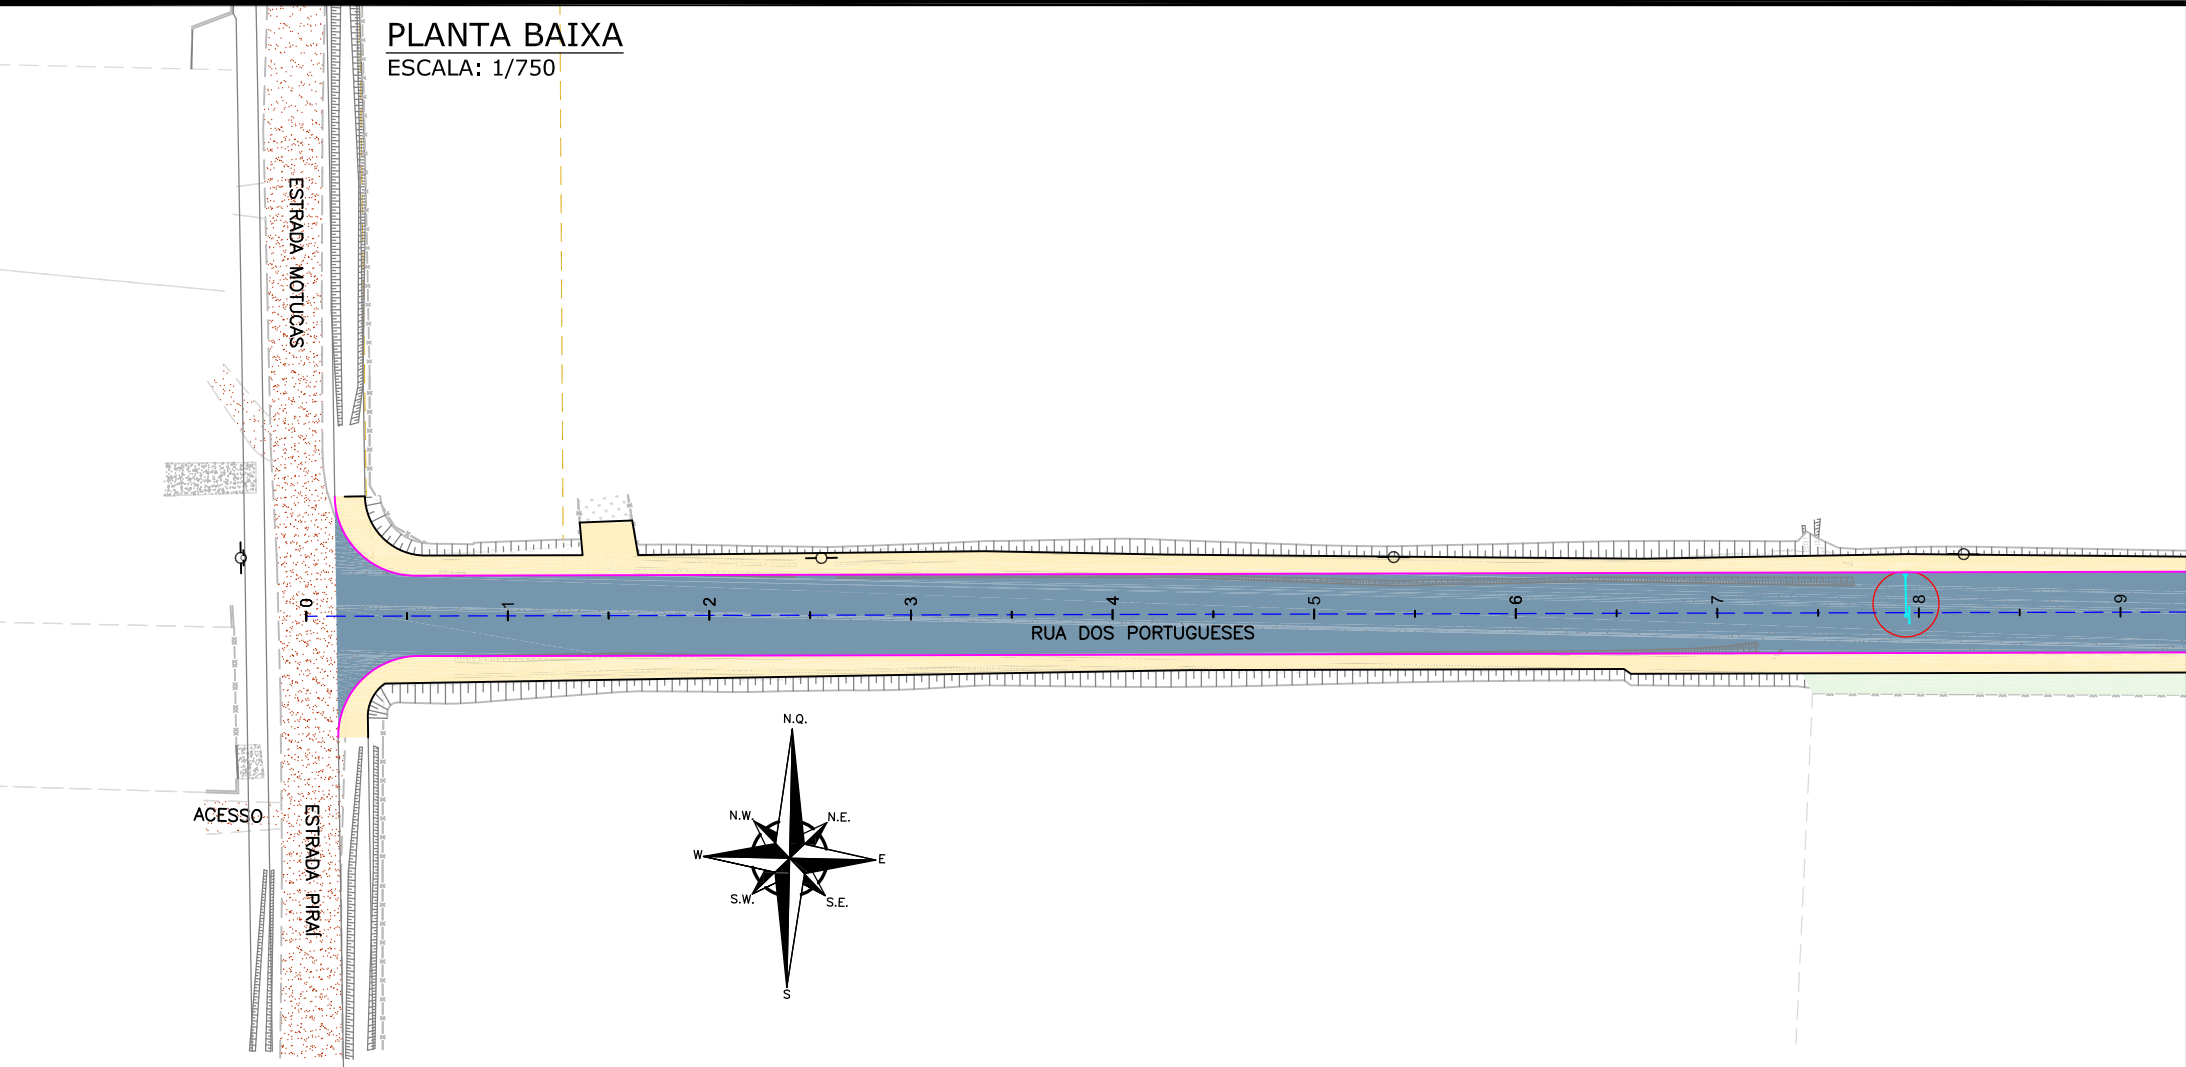 PLANTA BAIXA
ESCALA: 1/750
ESTRADA MOTUCAS
0
1
2
3
4
5
6
7
8
9
RUA DOS PORTUGUESES
ACESSO
ESTRADA PIRAÍ
N.Q.
N.W.
N.E.
W
E
S.W.
S.E.
S